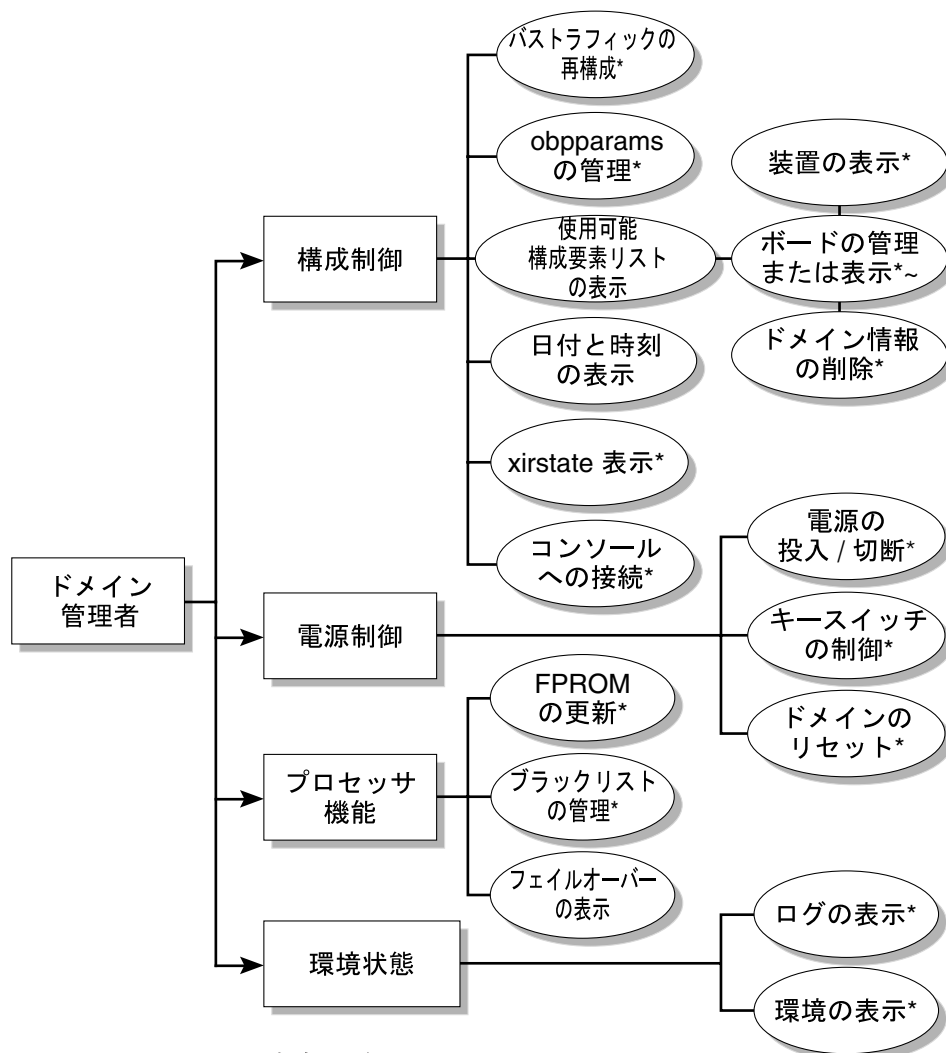 バストラフィックの
再構成*
obpparams
の管理*
装置の表示*
構成制御
使用可能
構成要素リスト
の表示
ボードの管理
または表示*~
日付と時刻
の表示
ドメイン情報
の削除*
xirstate 表示*
コンソール
への接続*
電源の
投入 / 切断*
ドメイン
管理者
電源制御
キースイッチ
の制御*
ドメインの
リセット*
FPROM
の更新*
プロセッサ
機能
ブラックリスト
の管理*
フェイルオーバー
の表示
環境状態
ログの表示*
環境の表示*